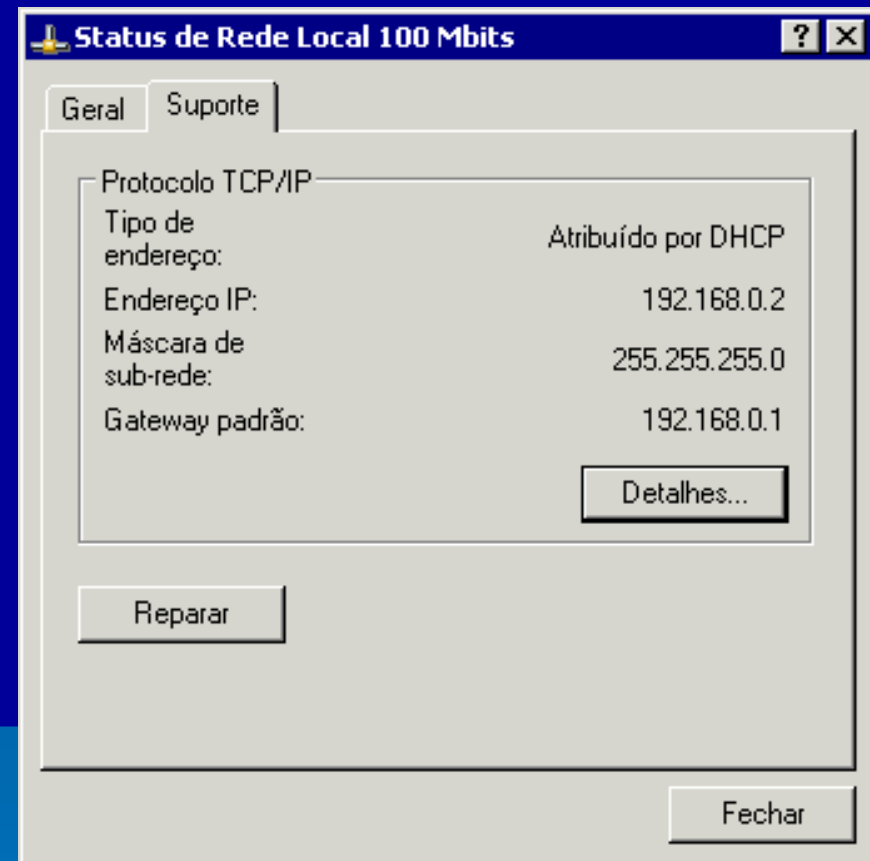 Status de Rede Local 100 Mbits
Geral
Suporte
Protocolo TCP/IP
Tipo de
endereço:
Atribuído por DHCP
Endereço IP:
192.168.0.2
Máscara de
sub-rede:
255.255.255.0
Gateway padrão:
192.168.0.1
Detalhes...
Reparar
Fechar